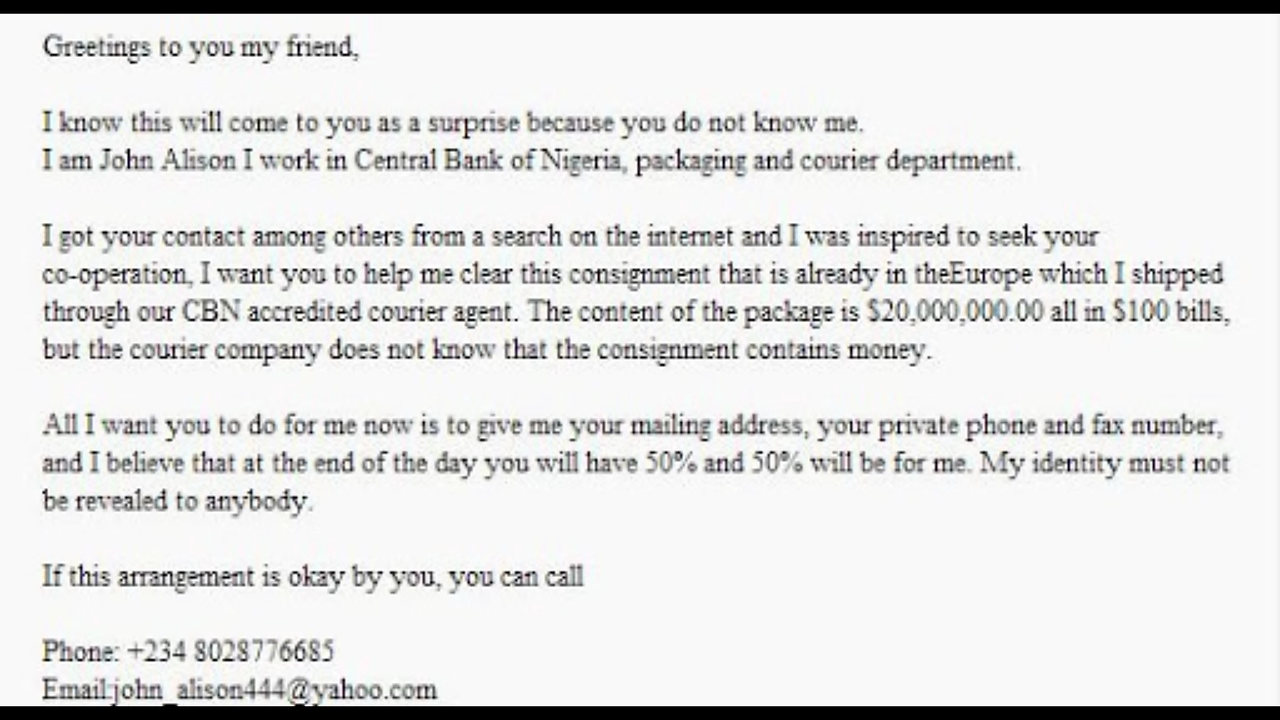 Greetings to you my friend,
I know this will come to you as a surprise because you do not know me.
I am John Alison I work in Central Bank of Nigeria, packaging and courier department.
I got your contact among others from a search on the internet and I was inspired to seek your
co-operation, I want you to help me clear this consignment that is already in theEurope which I shipped
through our CBN accredited courier agent. The content of the package is $20,000,000.00 all in $100 bills,
but the courier company does not know that the consignment contains money.
All I want you to do for me now is to give me your mailing address, your private phone and fax number,
and I believe that at the end of the day you will have 50% and 50% will be for me. My identity must not
be revealed to anybody.
If this arrangement is okay by you, you can call
Phone: +234 8028776685
Email:john_alison444@yahoo.com